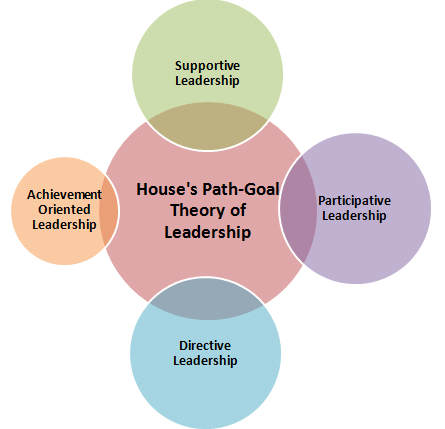 Supportive
Leadership
Achievement
Oriented
Leadership
House's Path-Goal
Theory of
Leadership
Participative
Leadership
Directive
Leadership